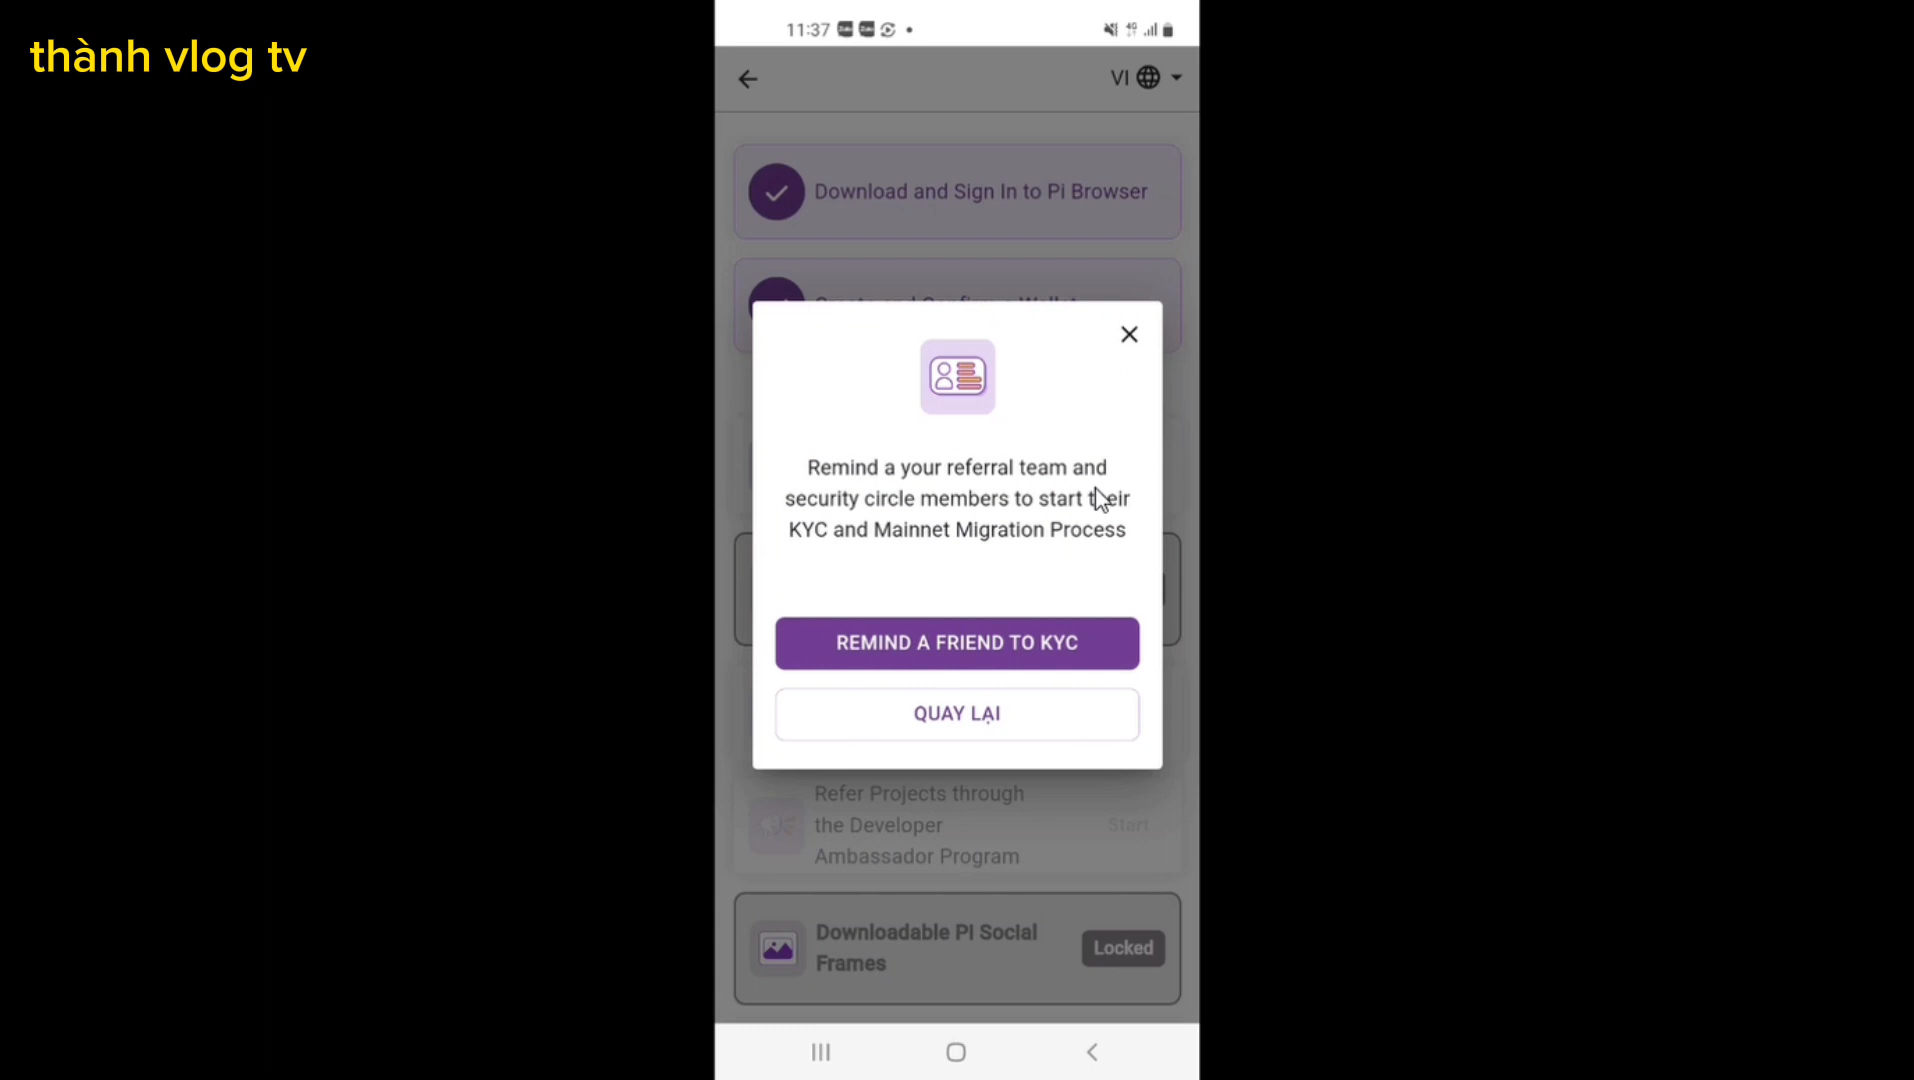 thành vlog tv
11:37
4G
VI
Download and Sign In to Pi Browser
Remind a your referral team and
security circle members to start their
KYC and Mainnet Migration Process
REMIND A FRIEND TO KYC
QUAY LẠI
Refer Projects through
the Developer
Ambassador Program
Start
Downloadable Pi Social
Frames
Locked